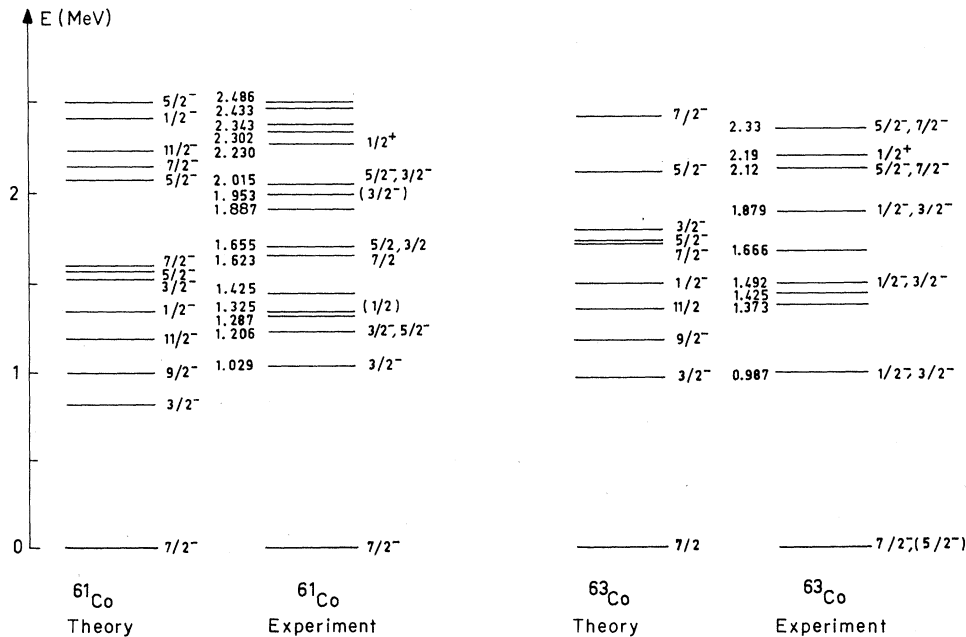 E (MeV)
2
1
0
5/2⁻
1/2⁻
11/2⁻
7/2⁻
5/2⁻
7/2⁻
5/2⁻
3/2⁻
1/2⁻
11/2⁻
9/2⁻
3/2⁻
7/2⁻
⁶¹Co
Theory
2.486
2.433
2.343
2.302
2.230 1/2⁺
2.015 5/2⁻, 3/2⁻
1.953 (3/2⁻)
1.887
1.655 5/2, 3/2
1.623 7/2
1.425
1.325 (1/2)
1.287
1.206 3/2⁻, 5/2⁻
1.029 3/2⁻
7/2⁻
⁶¹Co
Experiment
7/2⁻
5/2⁻
3/2⁻
5/2⁻
7/2⁻
1/2⁻
11/2
9/2⁻
3/2⁻
7/2
⁶³Co
Theory
2.33 5/2⁻, 7/2⁻
2.19 1/2⁺
2.12 5/2⁻, 7/2⁻
1.879 1/2⁻, 3/2⁻
1.666
1.492 1/2⁻, 3/2⁻
1.425
1.373
0.987 1/2⁻, 3/2⁻
7/2⁻, (5/2⁻)
⁶³Co
Experiment